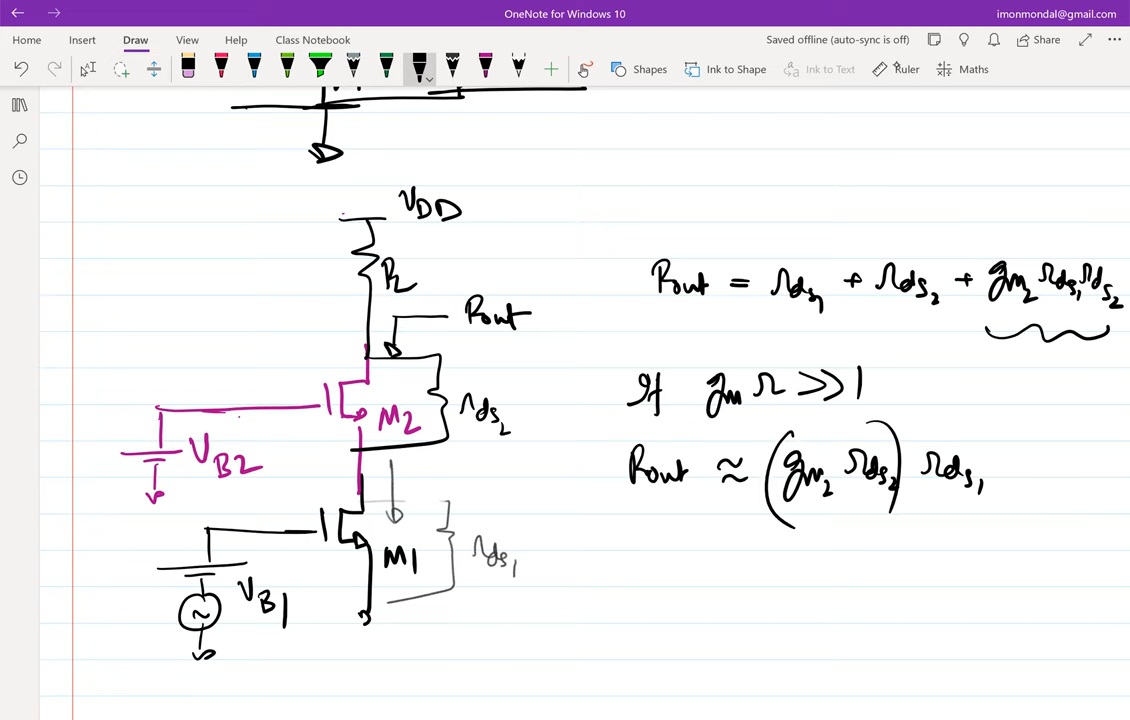 OneNote for Windows 10
imonmondal@gmail.com
Home Insert Draw View Help Class Notebook
Saved offline (auto-sync is off) Share
Shapes Ink to Shape Ink to Text Ruler Maths
VDD
RL
Rout
M2
rds2
VB2
M1
rds1
VB1
Rout = rds1 + rds2 + gm2 rds1 rds2
If gm r >> 1
Rout ≈ (gm2 rds2) rds1